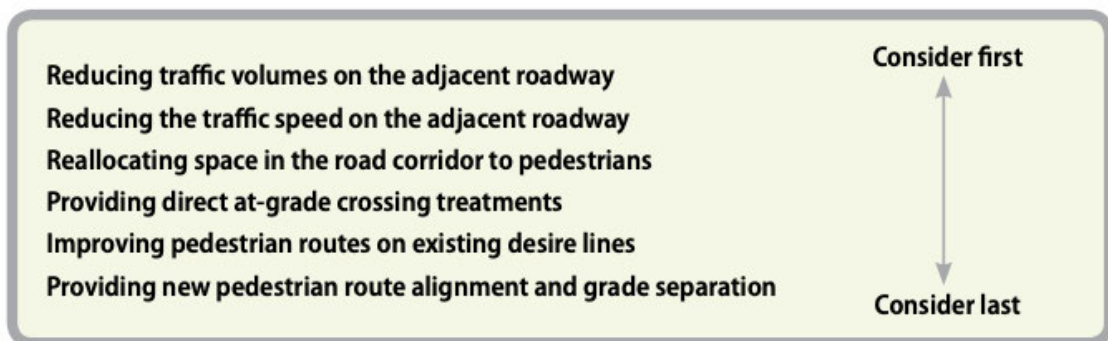 Consider first
Reducing traffic volumes on the adjacent roadway
Reducing the traffic speed on the adjacent roadway
Reallocating space in the road corridor to pedestrians
Providing direct at-grade crossing treatments
Improving pedestrian routes on existing desire lines
Providing new pedestrian route alignment and grade separation
Consider last